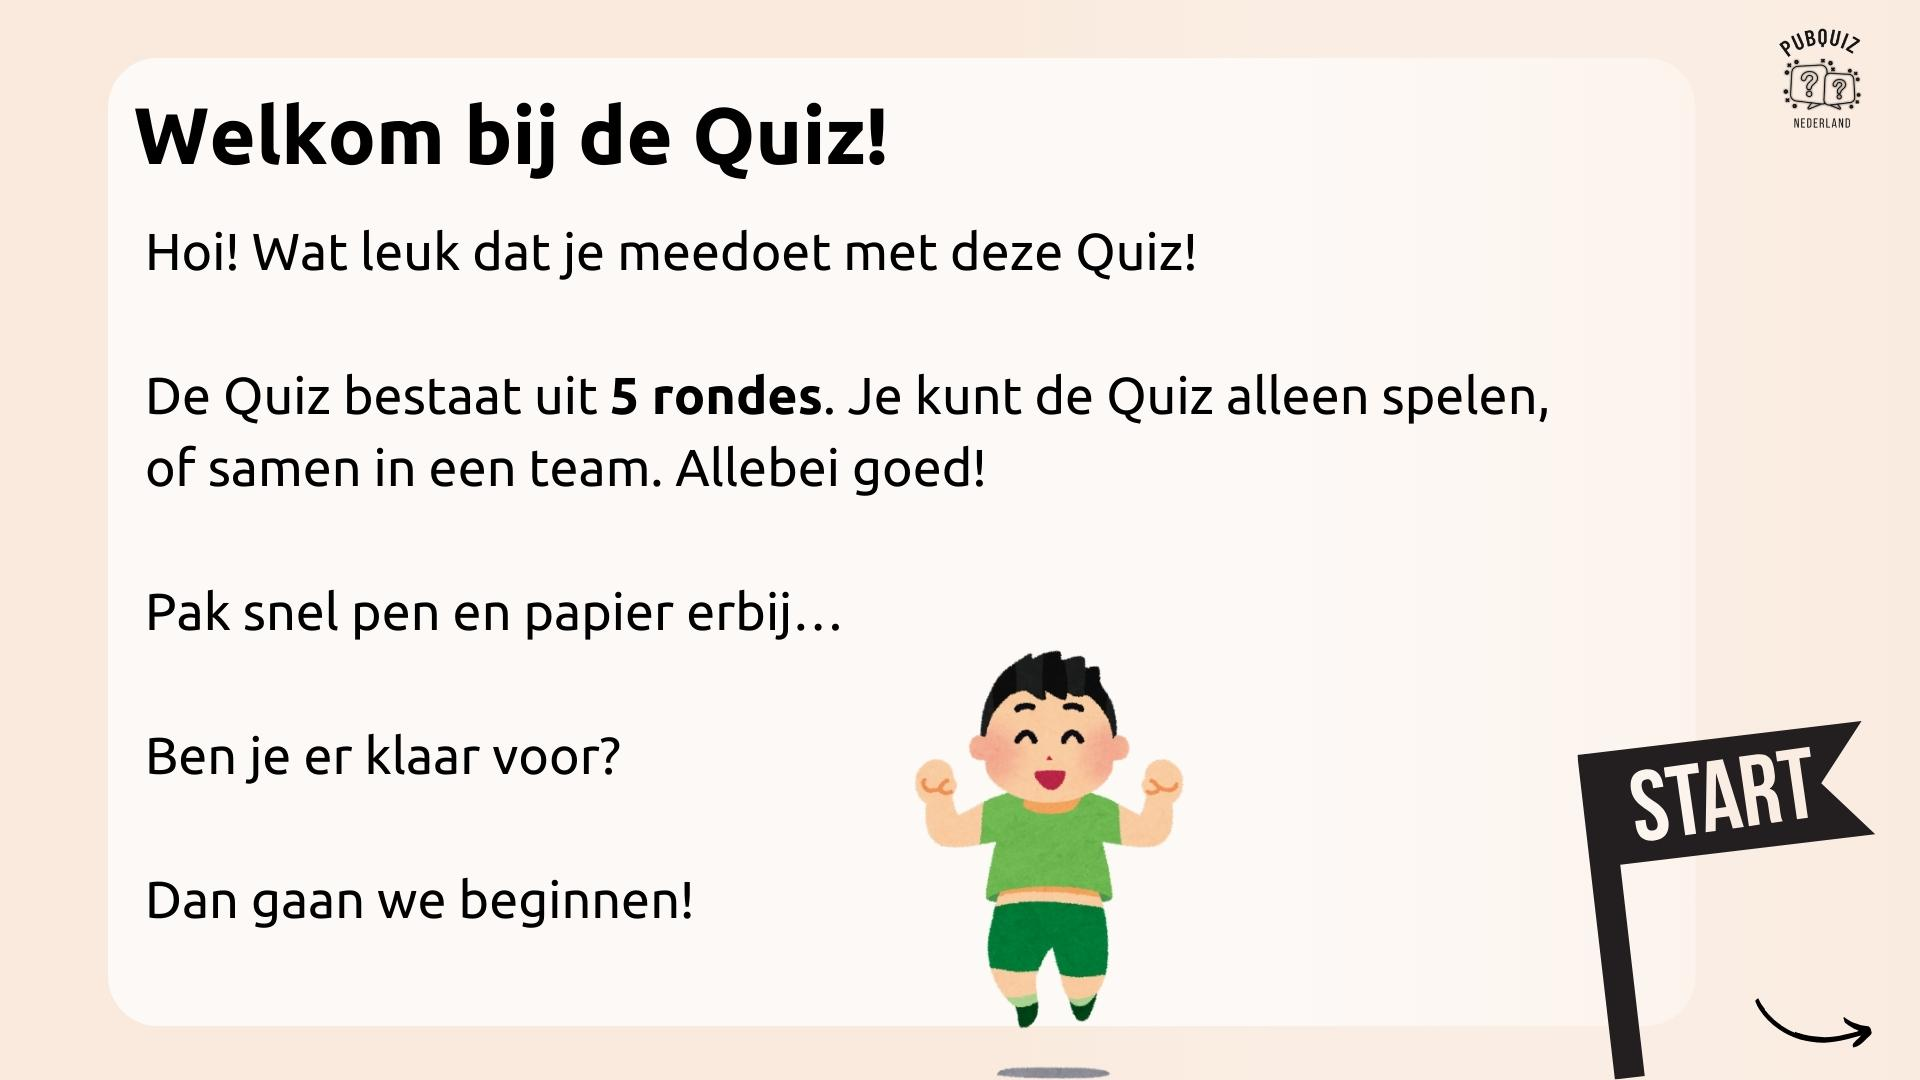 PUBQUIZ
? ?
NEDERLAND
Welkom bij de Quiz!
Hoi! Wat leuk dat je meedoet met deze Quiz!
De Quiz bestaat uit 5 rondes. Je kunt de Quiz alleen spelen,
of samen in een team. Allebei goed!
Pak snel pen en papier erbij…
Ben je er klaar voor?
Dan gaan we beginnen!
START